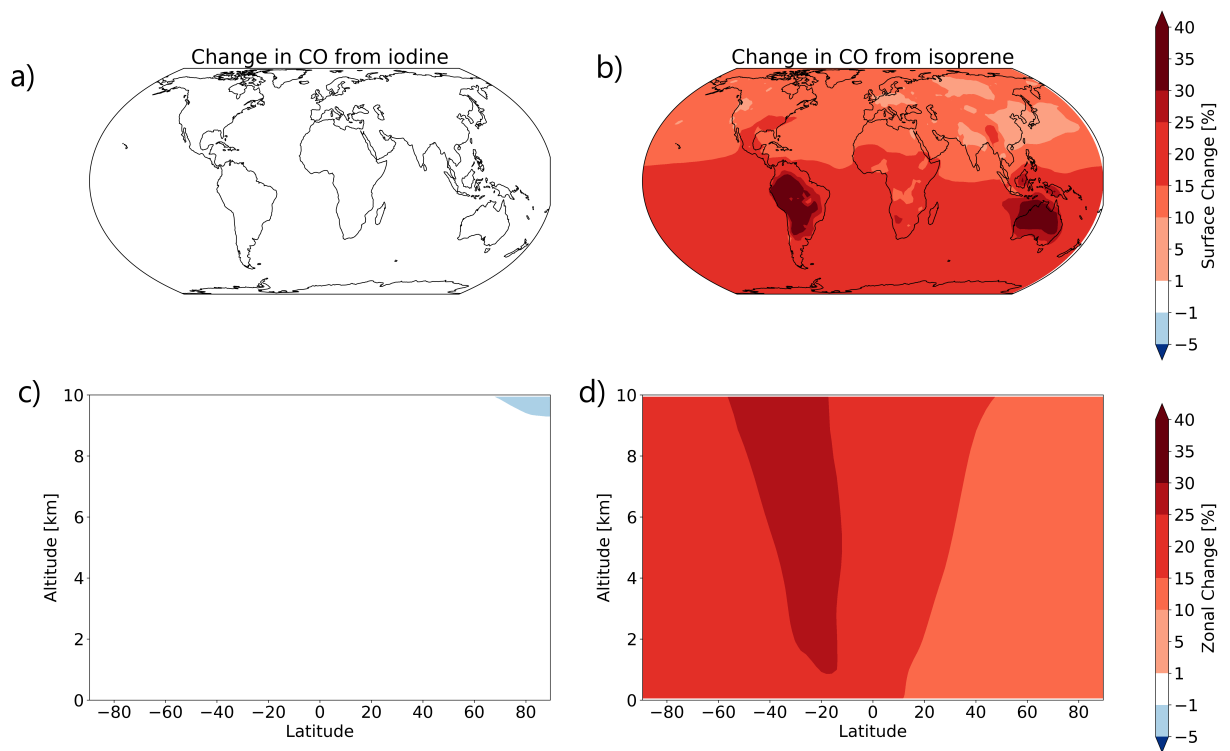 a)
Change in CO from iodine
b)
Change in CO from isoprene
40
30
25
20
15
10
5
1
−1
−5
Surface Change [%]
c)
10
8
6
4
2
0
Altitude [km]
−80 −60 −40 −20 0 20 40 60 80
Latitude
d)
10
8
6
4
2
0
Altitude [km]
−80 −60 −40 −20 0 20 40 60 80
Latitude
40
30
25
20
15
10
5
1
−1
−5
Zonal Change [%]